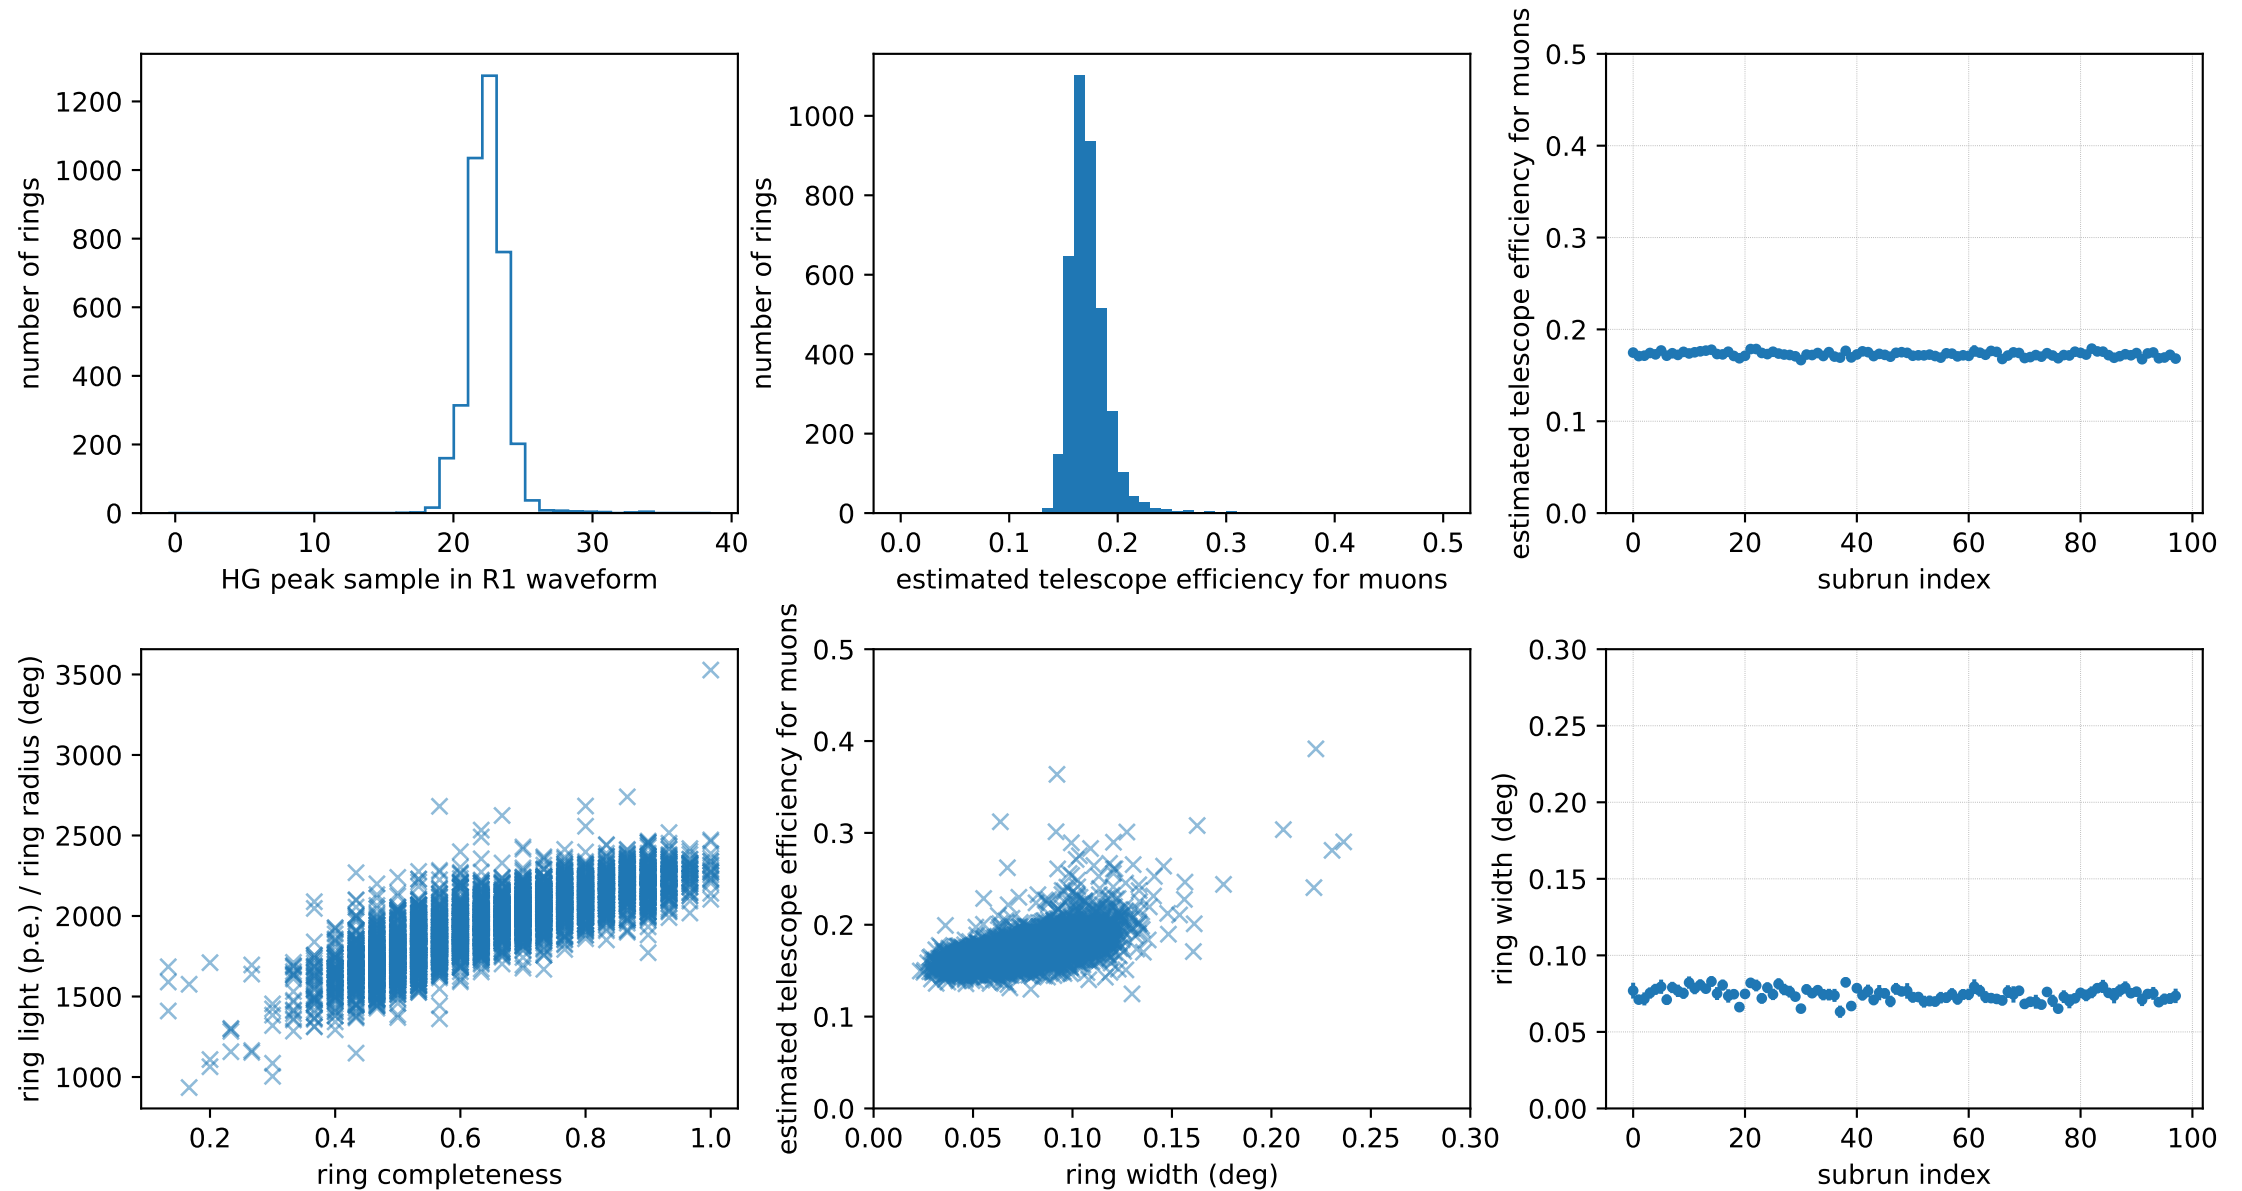 1200
1000
800
600
400
200
0
number of rings
0 10 20 30 40
HG peak sample in R1 waveform
1000
800
600
400
200
0
number of rings
0.0 0.1 0.2 0.3 0.4 0.5
estimated telescope efficiency for muons
0.5
0.4
0.3
0.2
0.1
0.0
estimated telescope efficiency for muons
0 20 40 60 80 100
subrun index
3500
3000
2500
2000
1500
1000
ring light (p.e.) / ring radius (deg)
0.2 0.4 0.6 0.8 1.0
ring completeness
0.5
0.4
0.3
0.2
0.1
0.0
estimated telescope efficiency for muons
0.00 0.05 0.10 0.15 0.20 0.25 0.30
ring width (deg)
0.30
0.25
0.20
0.15
0.10
0.05
0.00
ring width (deg)
0 20 40 60 80 100
subrun index